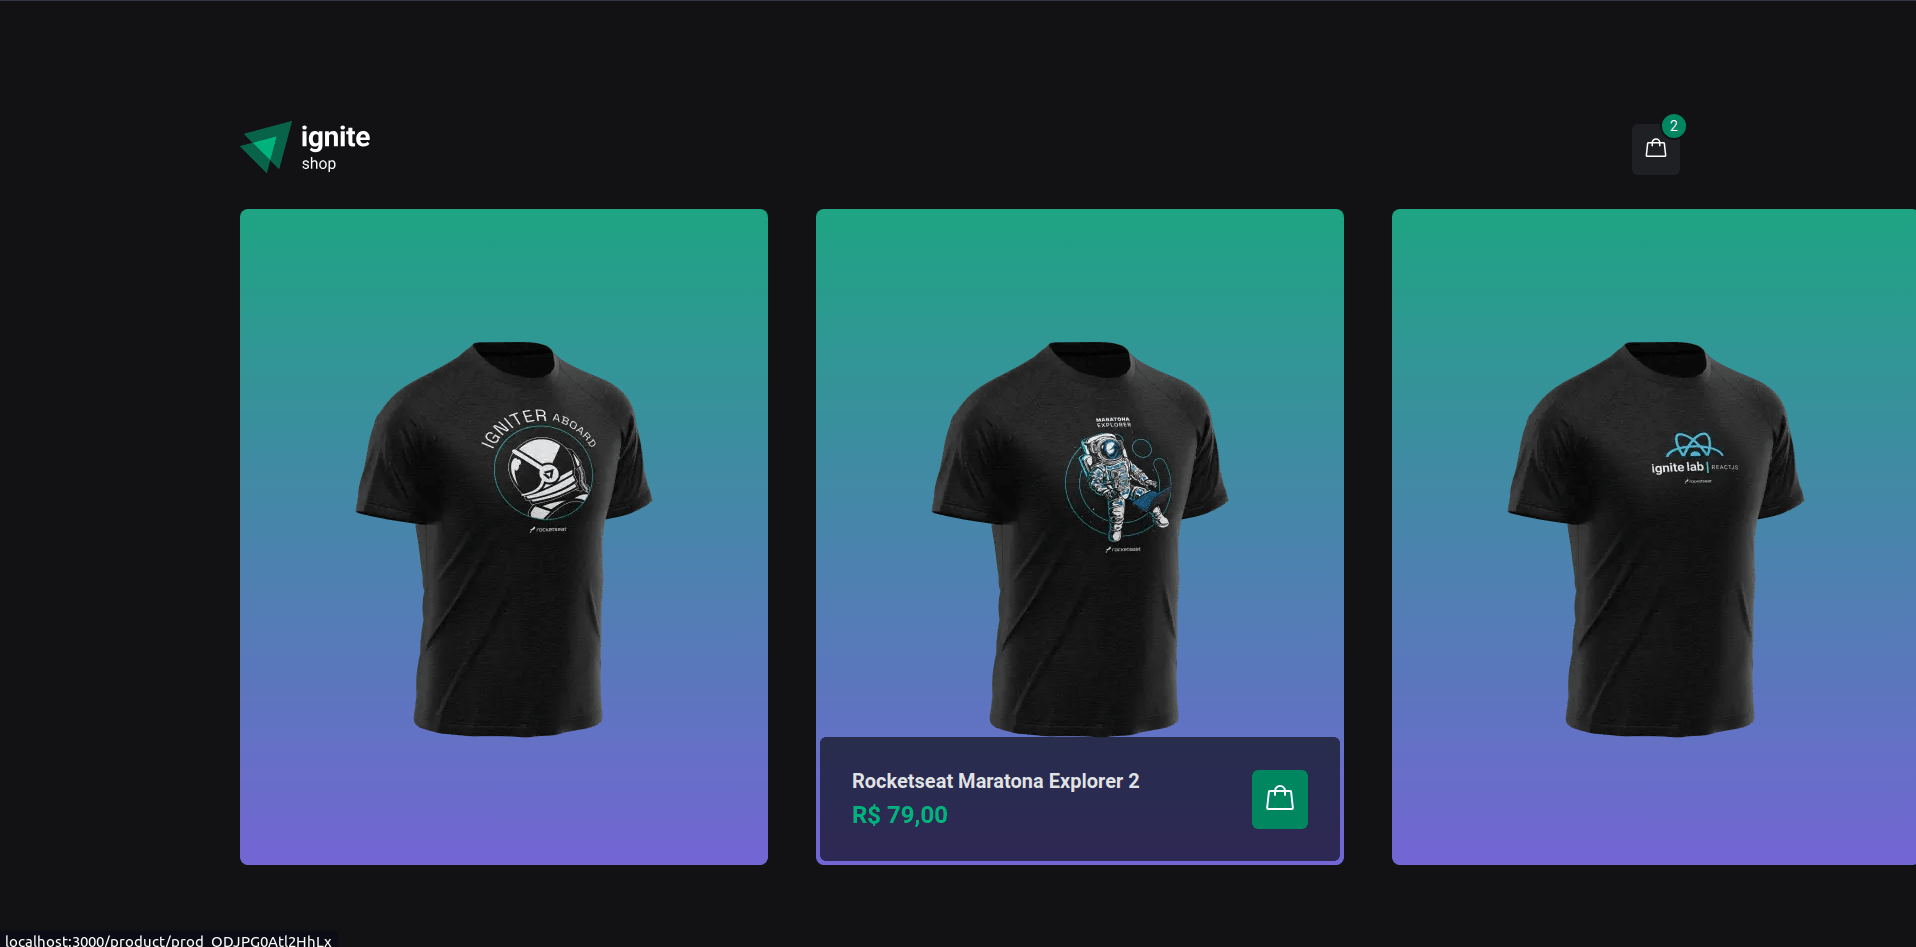 ignite
shop
2
IGNITER ABOARD
rocketseat
MARATONA
EXPLORER
rocketseat
ignite lab | REACTJS
rocketseat
Rocketseat Maratona Explorer 2
R$ 79,00
localhost:3000/product/prod_ODJPG0Atl2HhLx